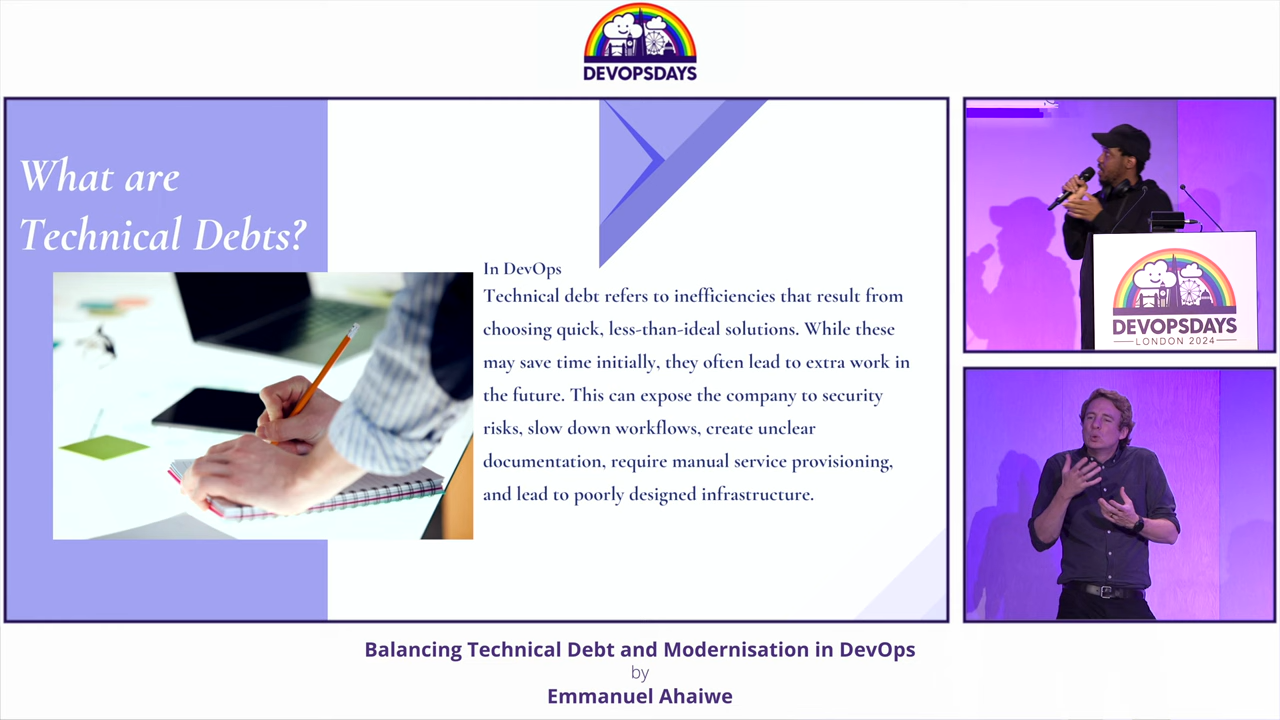 DEVOPSDAYS
What are
Technical Debts?
In DevOps
Technical debt refers to inefficiencies that result from
choosing quick, less-than-ideal solutions. While these
may save time initially, they often lead to extra work in
the future. This can expose the company to security
risks, slow down workflows, create unclear
documentation, require manual service provisioning,
and lead to poorly designed infrastructure.
DEVOPSDAYS
LONDON 2024
Balancing Technical Debt and Modernisation in DevOps
by
Emmanuel Ahaiwe